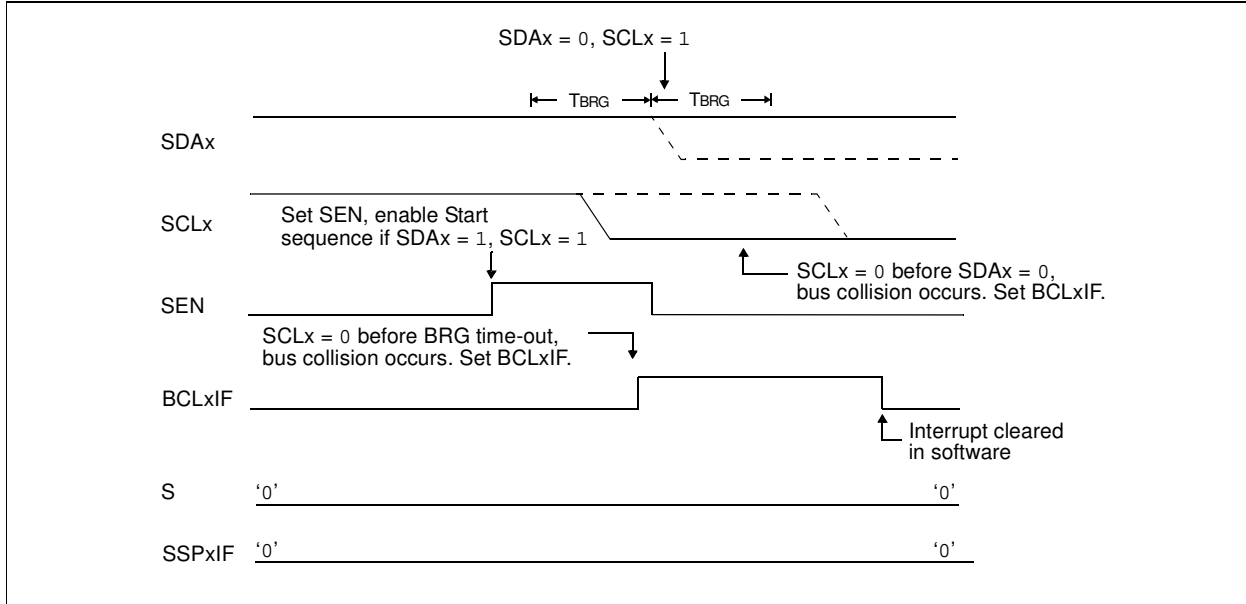 SDAx = 0, SCLx = 1
TBRG TBRG
SDAx
SCLx
Set SEN, enable Start
sequence if SDAx = 1, SCLx = 1
SCLx = 0 before SDAx = 0,
bus collision occurs. Set BCLxIF.
SEN
SCLx = 0 before BRG time-out,
bus collision occurs. Set BCLxIF.
BCLxIF
Interrupt cleared
in software
S ‘0’ ‘0’
SSPxIF ‘0’ ‘0’